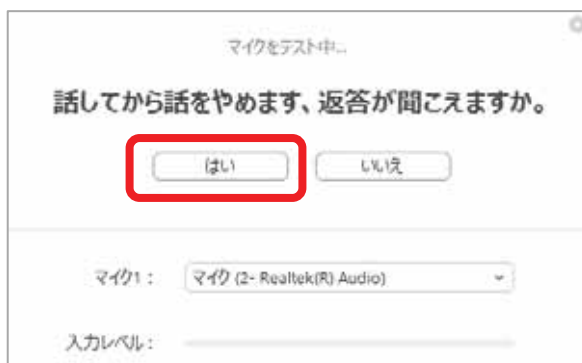 マイクをテスト中...
話してから話をやめます、返答が聞こえますか。
はい いいえ
マイク1： マイク (2- Realtek(R) Audio)
入力レベル：